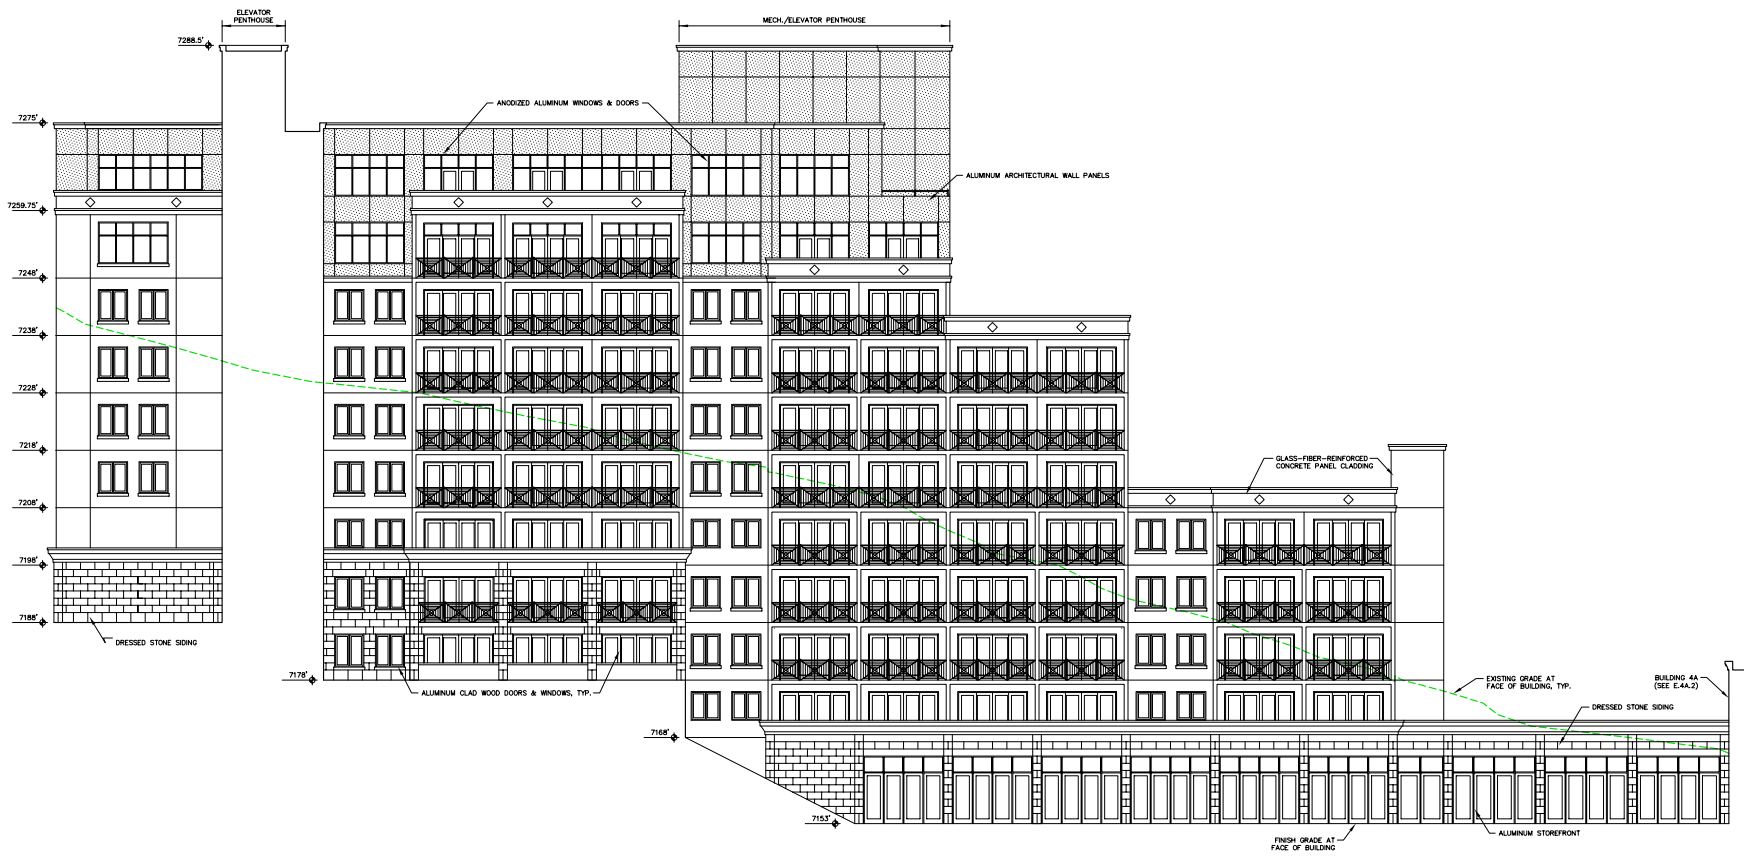 ELEVATOR
PENTHOUSE
MECH./ELEVATOR PENTHOUSE
7288.5'
ANODIZED ALUMINUM WINDOWS & DOORS
7275'
ALUMINUM ARCHITECTURAL WALL PANELS
7259.75'
7248'
7238'
7228'
7218'
GLASS-FIBER-REINFORCED
CONCRETE PANEL CLADDING
7208'
7198'
7188'
DRESSED STONE SIDING
7178'
ALUMINUM CLAD WOOD DOORS & WINDOWS, TYP.
EXISTING GRADE AT
FACE OF BUILDING, TYP.
BUILDING 4A
(SEE E.4A.2)
DRESSED STONE SIDING
7168'
7153'
ALUMINUM STOREFRONT
FINISH GRADE AT
FACE OF BUILDING